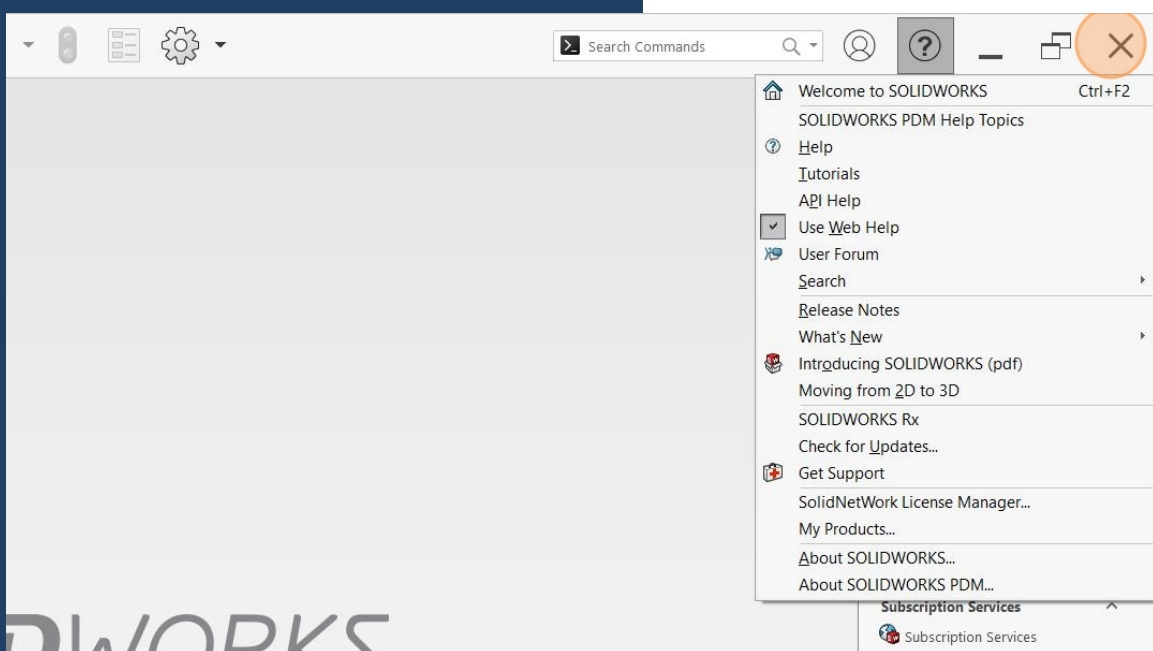 Search Commands
Welcome to SOLIDWORKS Ctrl+F2
SOLIDWORKS PDM Help Topics
Help
Tutorials
API Help
Use Web Help
User Forum
Search
Release Notes
What's New
Introducing SOLIDWORKS (pdf)
Moving from 2D to 3D
SOLIDWORKS Rx
Check for Updates...
Get Support
SolidNetWork License Manager...
My Products...
About SOLIDWORKS...
About SOLIDWORKS PDM...
Subscription Services
Subscription Services
DWORKS